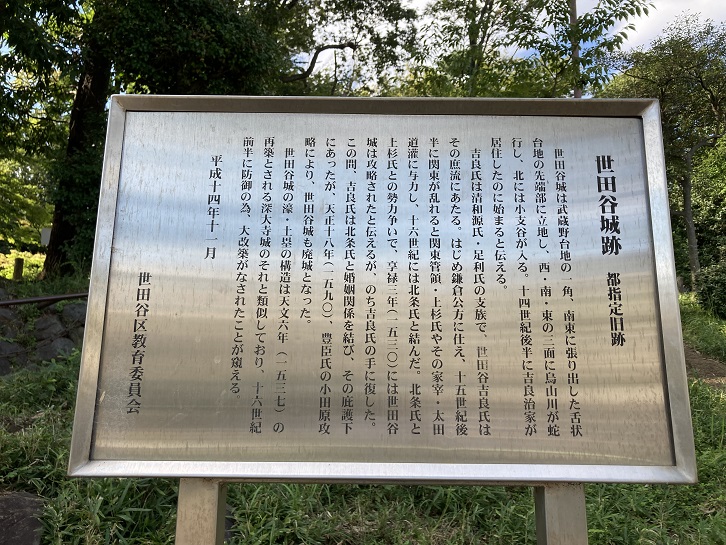 世田谷城跡 都指定旧跡
世田谷城は武蔵野台地の一角、南東に張り出した舌状
台地の先端部に立地し、西・南・東の三面に烏山川が蛇
行し、北には小支谷が入る。十四世紀後半に吉良治家が
居住したのに始まると伝える。
吉良氏は清和源氏・足利氏の支族で、世田谷吉良氏は
その庶流にあたる。はじめ鎌倉公方に仕え、十五世紀後
半に関東が乱れると関東管領・上杉氏やその家宰・太田
道灌に与力し、十六世紀には北条氏と結んだ。北条氏と
上杉氏との勢力争いで、享禄三年(一五三〇)には世田谷
城は攻略されたと伝えるが、のち吉良氏の手に復した。
この間、吉良氏は北条氏と婚姻関係を結び、その庇護下
にあったが、天正十八年(一五九〇)、豊臣氏の小田原攻
略により、世田谷城も廃城となった。
世田谷城の濠・土塁の構造は天文六年(一五三七)の
再築とされる深大寺城のそれと類似しており、十六世紀
前半に防御の為、大改築がなされたことが窺える。
平成十四年十一月
世田谷区教育委員会